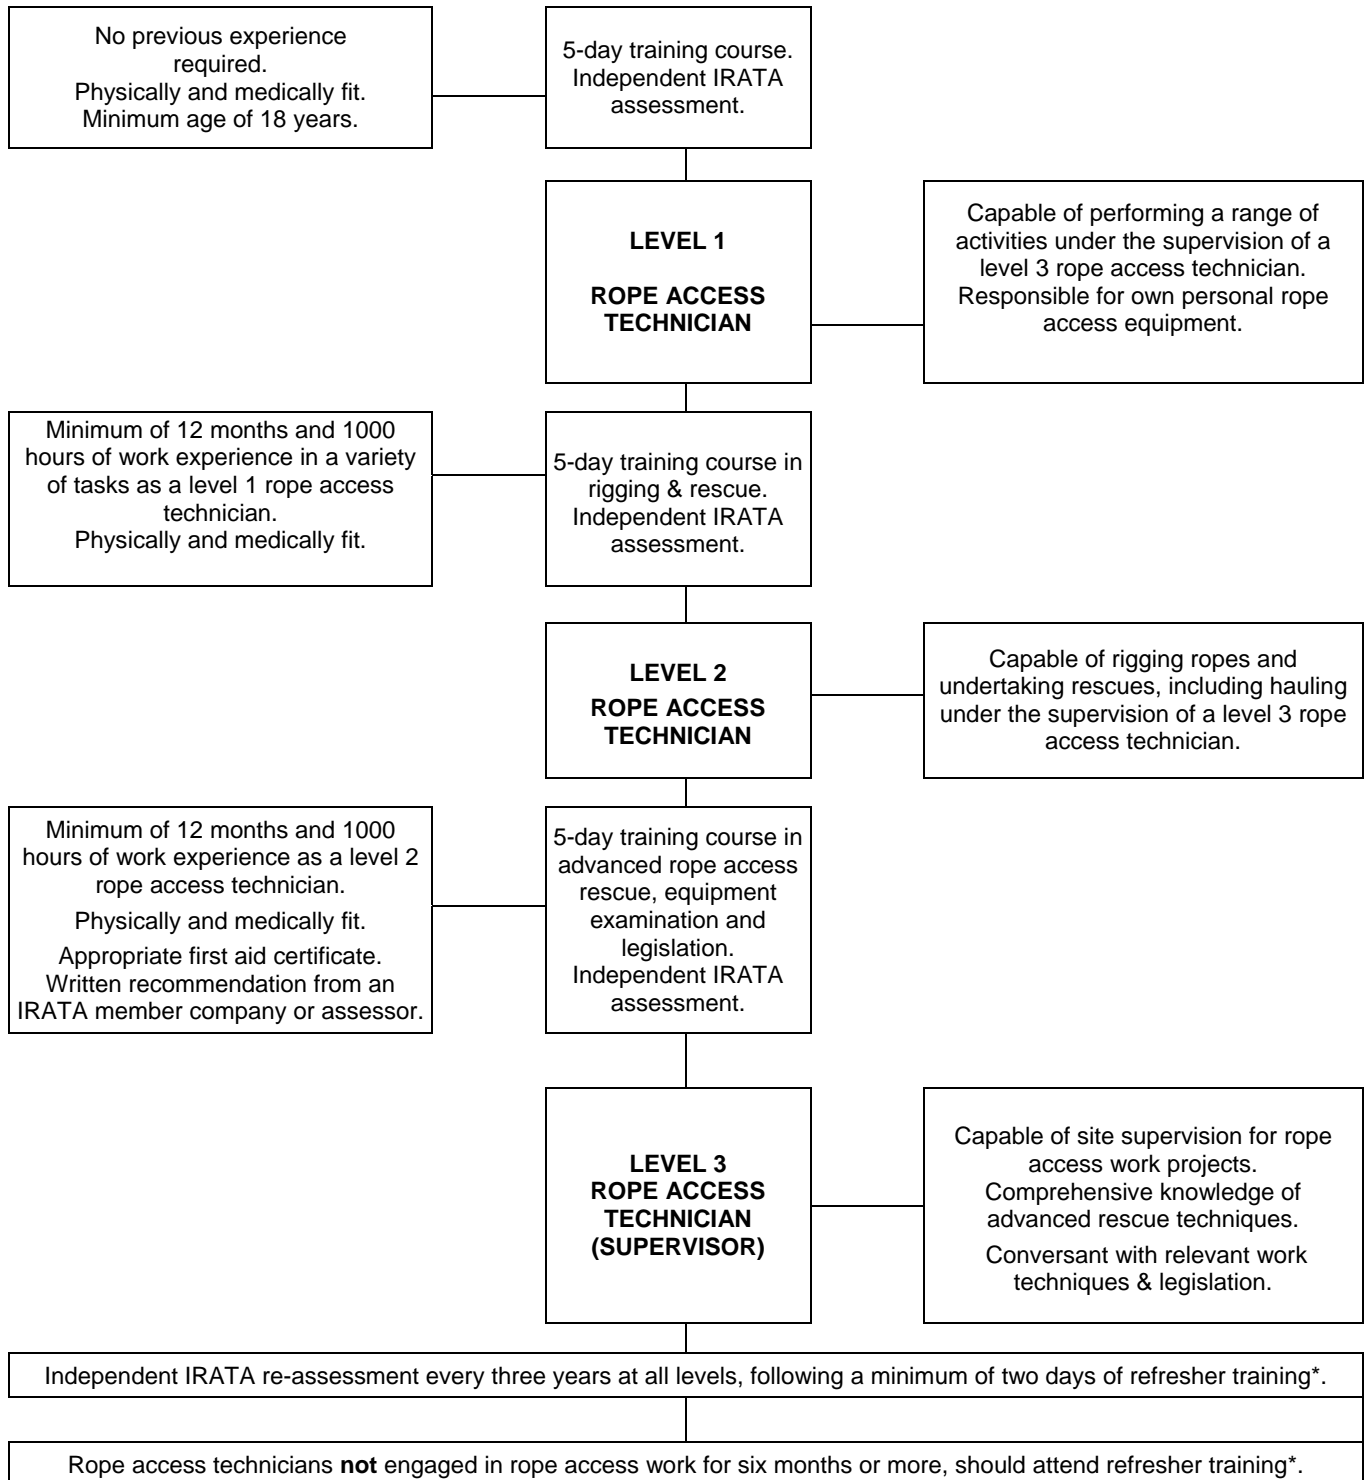 No previous experience
required.
Physically and medically fit.
Minimum age of 18 years.
5-day training course.
Independent IRATA
assessment.
LEVEL 1
ROPE ACCESS
TECHNICIAN
Capable of performing a range of
activities under the supervision of a
level 3 rope access technician.
Responsible for own personal rope
access equipment.
Minimum of 12 months and 1000
hours of work experience in a variety
of tasks as a level 1 rope access
technician.
Physically and medically fit.
5-day training course in
rigging & rescue.
Independent IRATA
assessment.
LEVEL 2
ROPE ACCESS
TECHNICIAN
Capable of rigging ropes and
undertaking rescues, including hauling
under the supervision of a level 3 rope
access technician.
Minimum of 12 months and 1000
hours of work experience as a level 2
rope access technician.
Physically and medically fit.
Appropriate first aid certificate.
Written recommendation from an
IRATA member company or assessor.
5-day training course in
advanced rope access
rescue, equipment
examination and
legislation.
Independent IRATA
assessment.
LEVEL 3
ROPE ACCESS
TECHNICIAN
(SUPERVISOR)
Capable of site supervision for rope
access work projects.
Comprehensive knowledge of
advanced rescue techniques.
Conversant with relevant work
techniques & legislation.
Independent IRATA re-assessment every three years at all levels, following a minimum of two days of refresher training*.
Rope access technicians not engaged in rope access work for six months or more, should attend refresher training*.